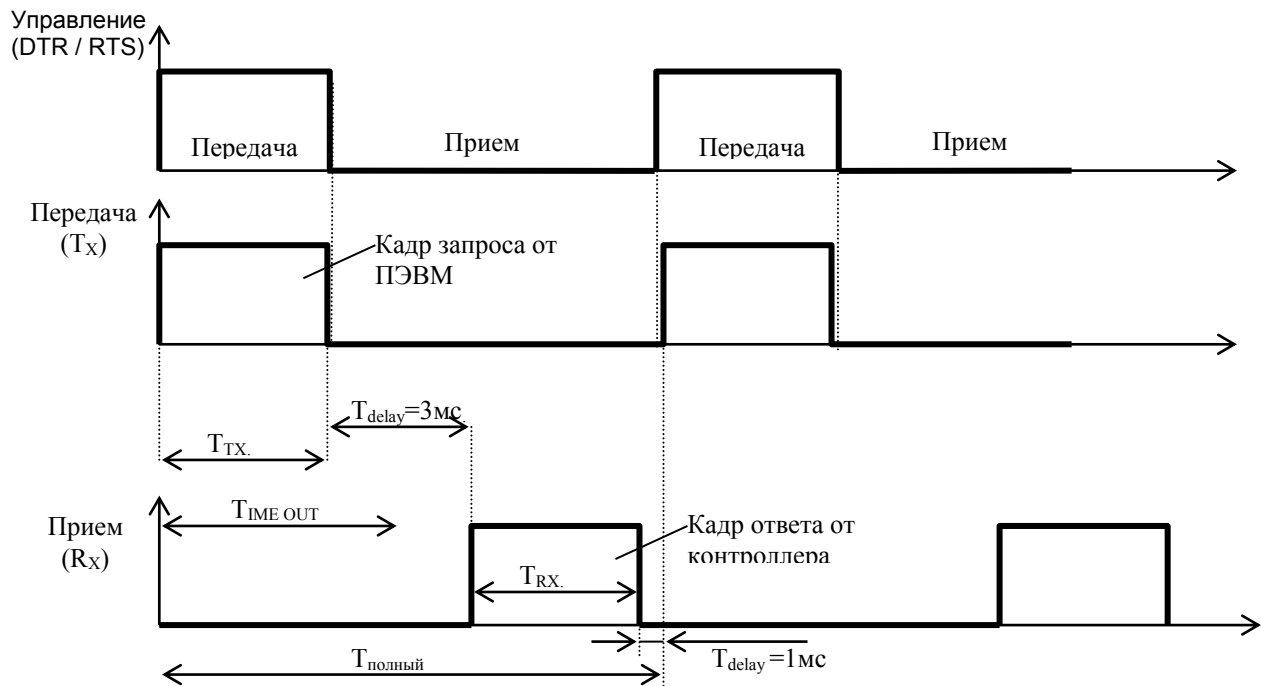 Управление
(DTR / RTS)
Передача
Прием
Передача
Прием
Передача
(TX)
Кадр запроса от
ПЭВМ
Tdelay=3мс
TTX.
TIME OUT
Прием
(RX)
Кадр ответа от
контроллера
TRX.
Tполный
Tdelay =1мс